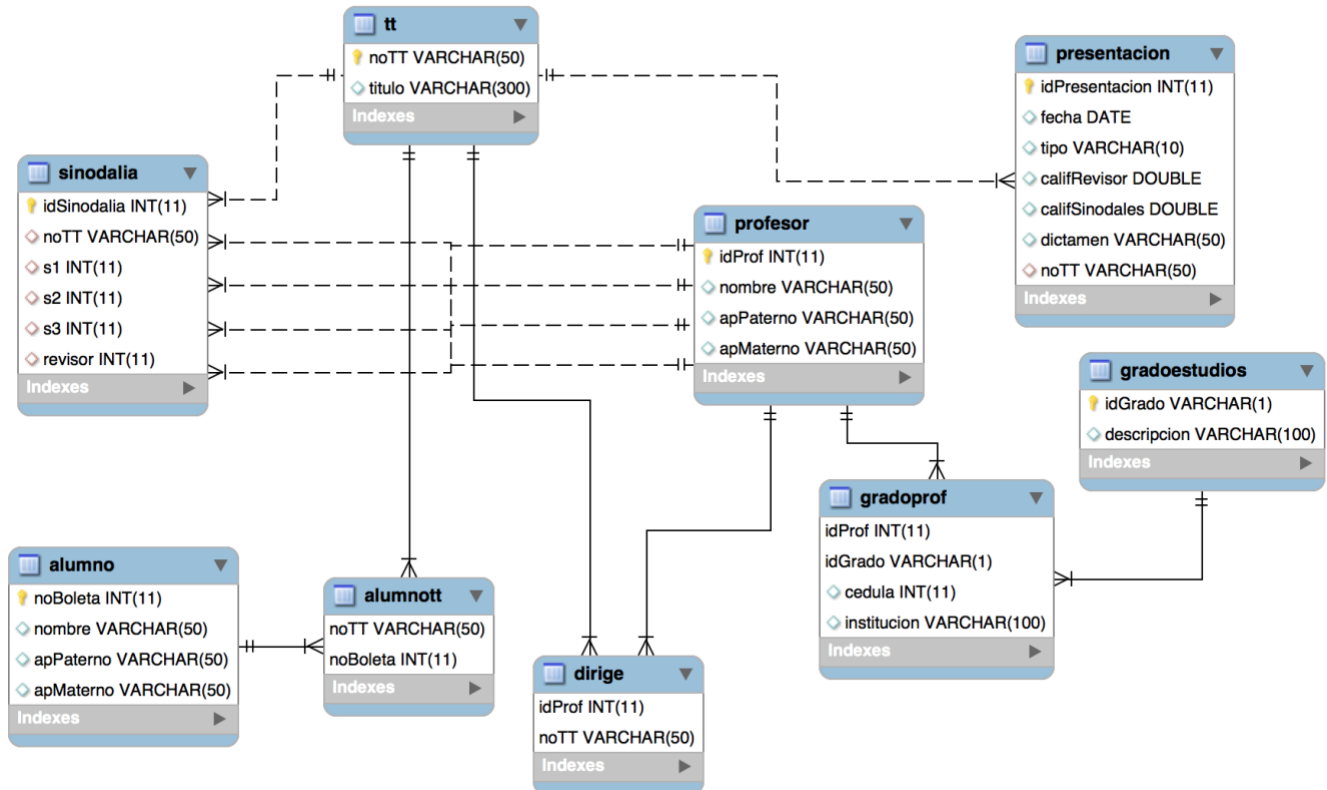 tt
noTT VARCHAR(50)
titulo VARCHAR(300)
Indexes
presentacion
idPresentacion INT(11)
fecha DATE
tipo VARCHAR(10)
califRevisor DOUBLE
califSinodales DOUBLE
dictamen VARCHAR(50)
noTT VARCHAR(50)
Indexes
sinodalia
idSinodalia INT(11)
noTT VARCHAR(50)
s1 INT(11)
s2 INT(11)
s3 INT(11)
revisor INT(11)
Indexes
profesor
idProf INT(11)
nombre VARCHAR(50)
apPaterno VARCHAR(50)
apMaterno VARCHAR(50)
Indexes
gradoestudios
idGrado VARCHAR(1)
descripcion VARCHAR(100)
Indexes
gradoprof
idProf INT(11)
idGrado VARCHAR(1)
cedula INT(11)
institucion VARCHAR(100)
Indexes
alumno
noBoleta INT(11)
nombre VARCHAR(50)
apPaterno VARCHAR(50)
apMaterno VARCHAR(50)
Indexes
alumnott
noTT VARCHAR(50)
noBoleta INT(11)
Indexes
dirige
idProf INT(11)
noTT VARCHAR(50)
Indexes